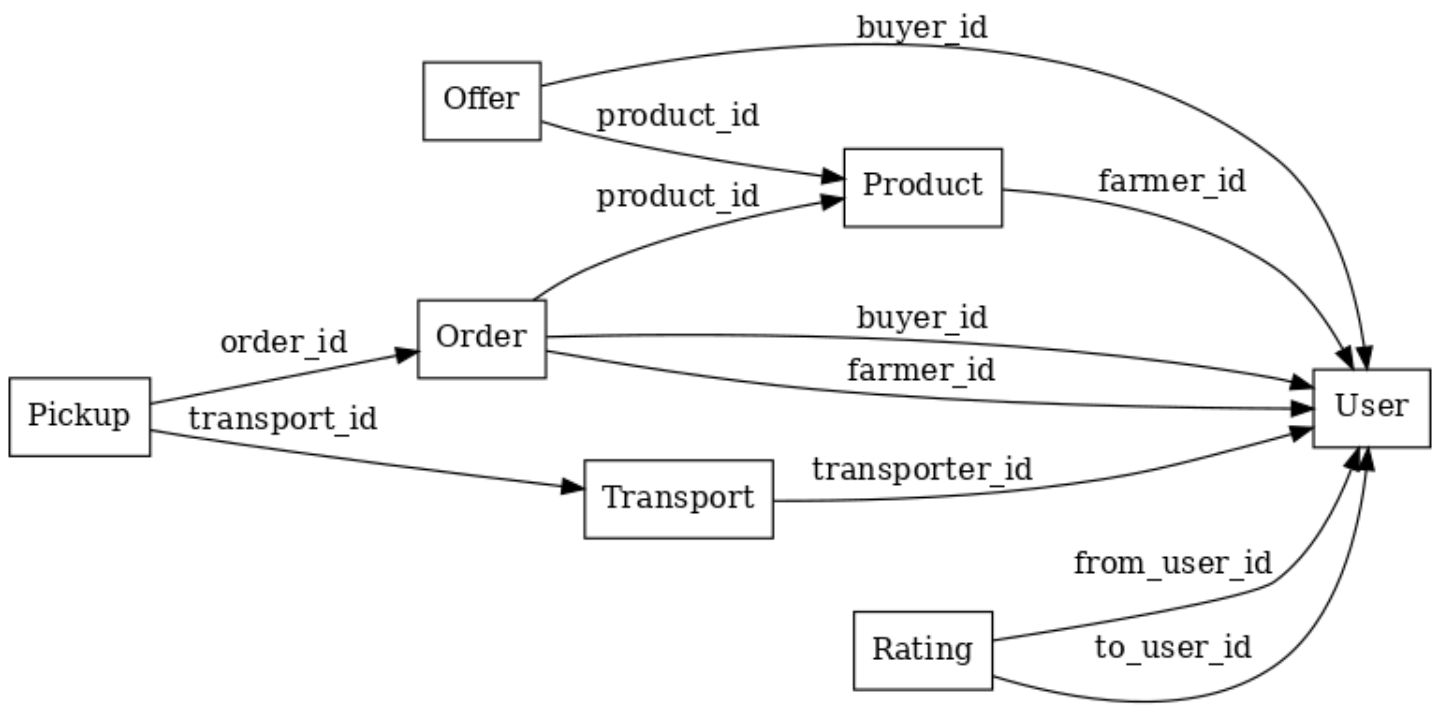 buyer_id
Offer
product_id
Product
farmer_id
product_id
buyer_id
Order
order_id
farmer_id
User
Pickup
transport_id
transporter_id
Transport
from_user_id
Rating
to_user_id